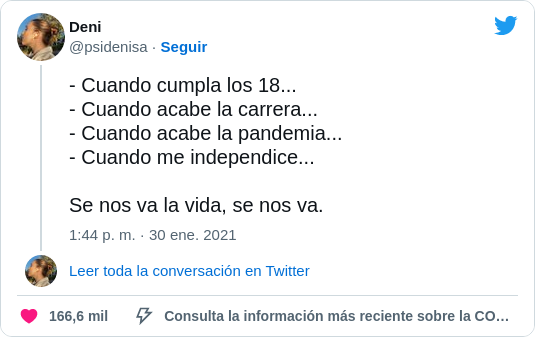 Deni
@psidenisa · Seguir
- Cuando cumpla los 18...
- Cuando acabe la carrera...
- Cuando acabe la pandemia...
- Cuando me independice...
Se nos va la vida, se nos va.
1:44 p. m. · 30 ene. 2021
Leer toda la conversación en Twitter
166,6 mil Consulta la información más reciente sobre la CO…